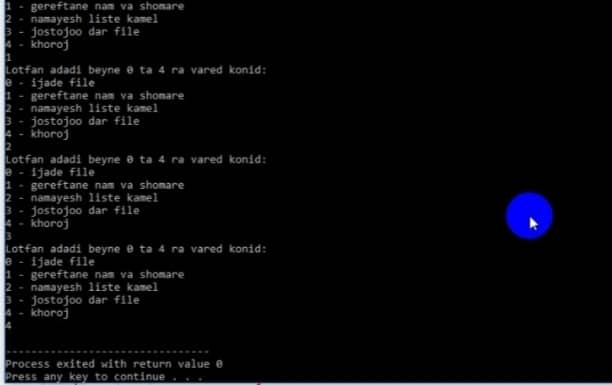 1 - gereftane nam va shomare
2 - namayesh liste kamel
3 - jostojoo dar file
4 - khoroj
1
Lotfan adadi beyne 0 ta 4 ra vared konid:
0 - ijade file
1 - gereftane nam va shomare
2 - namayesh liste kamel
3 - jostojoo dar file
4 - khoroj
2
Lotfan adadi beyne 0 ta 4 ra vared konid:
0 - ijade file
1 - gereftane nam va shomare
2 - namayesh liste kamel
3 - jostojoo dar file
4 - khoroj
3
Lotfan adadi beyne 0 ta 4 ra vared konid:
0 - ijade file
1 - gereftane nam va shomare
2 - namayesh liste kamel
3 - jostojoo dar file
4 - khoroj
4
--------------------------------
Process exited with return value 0
Press any key to continue . . .